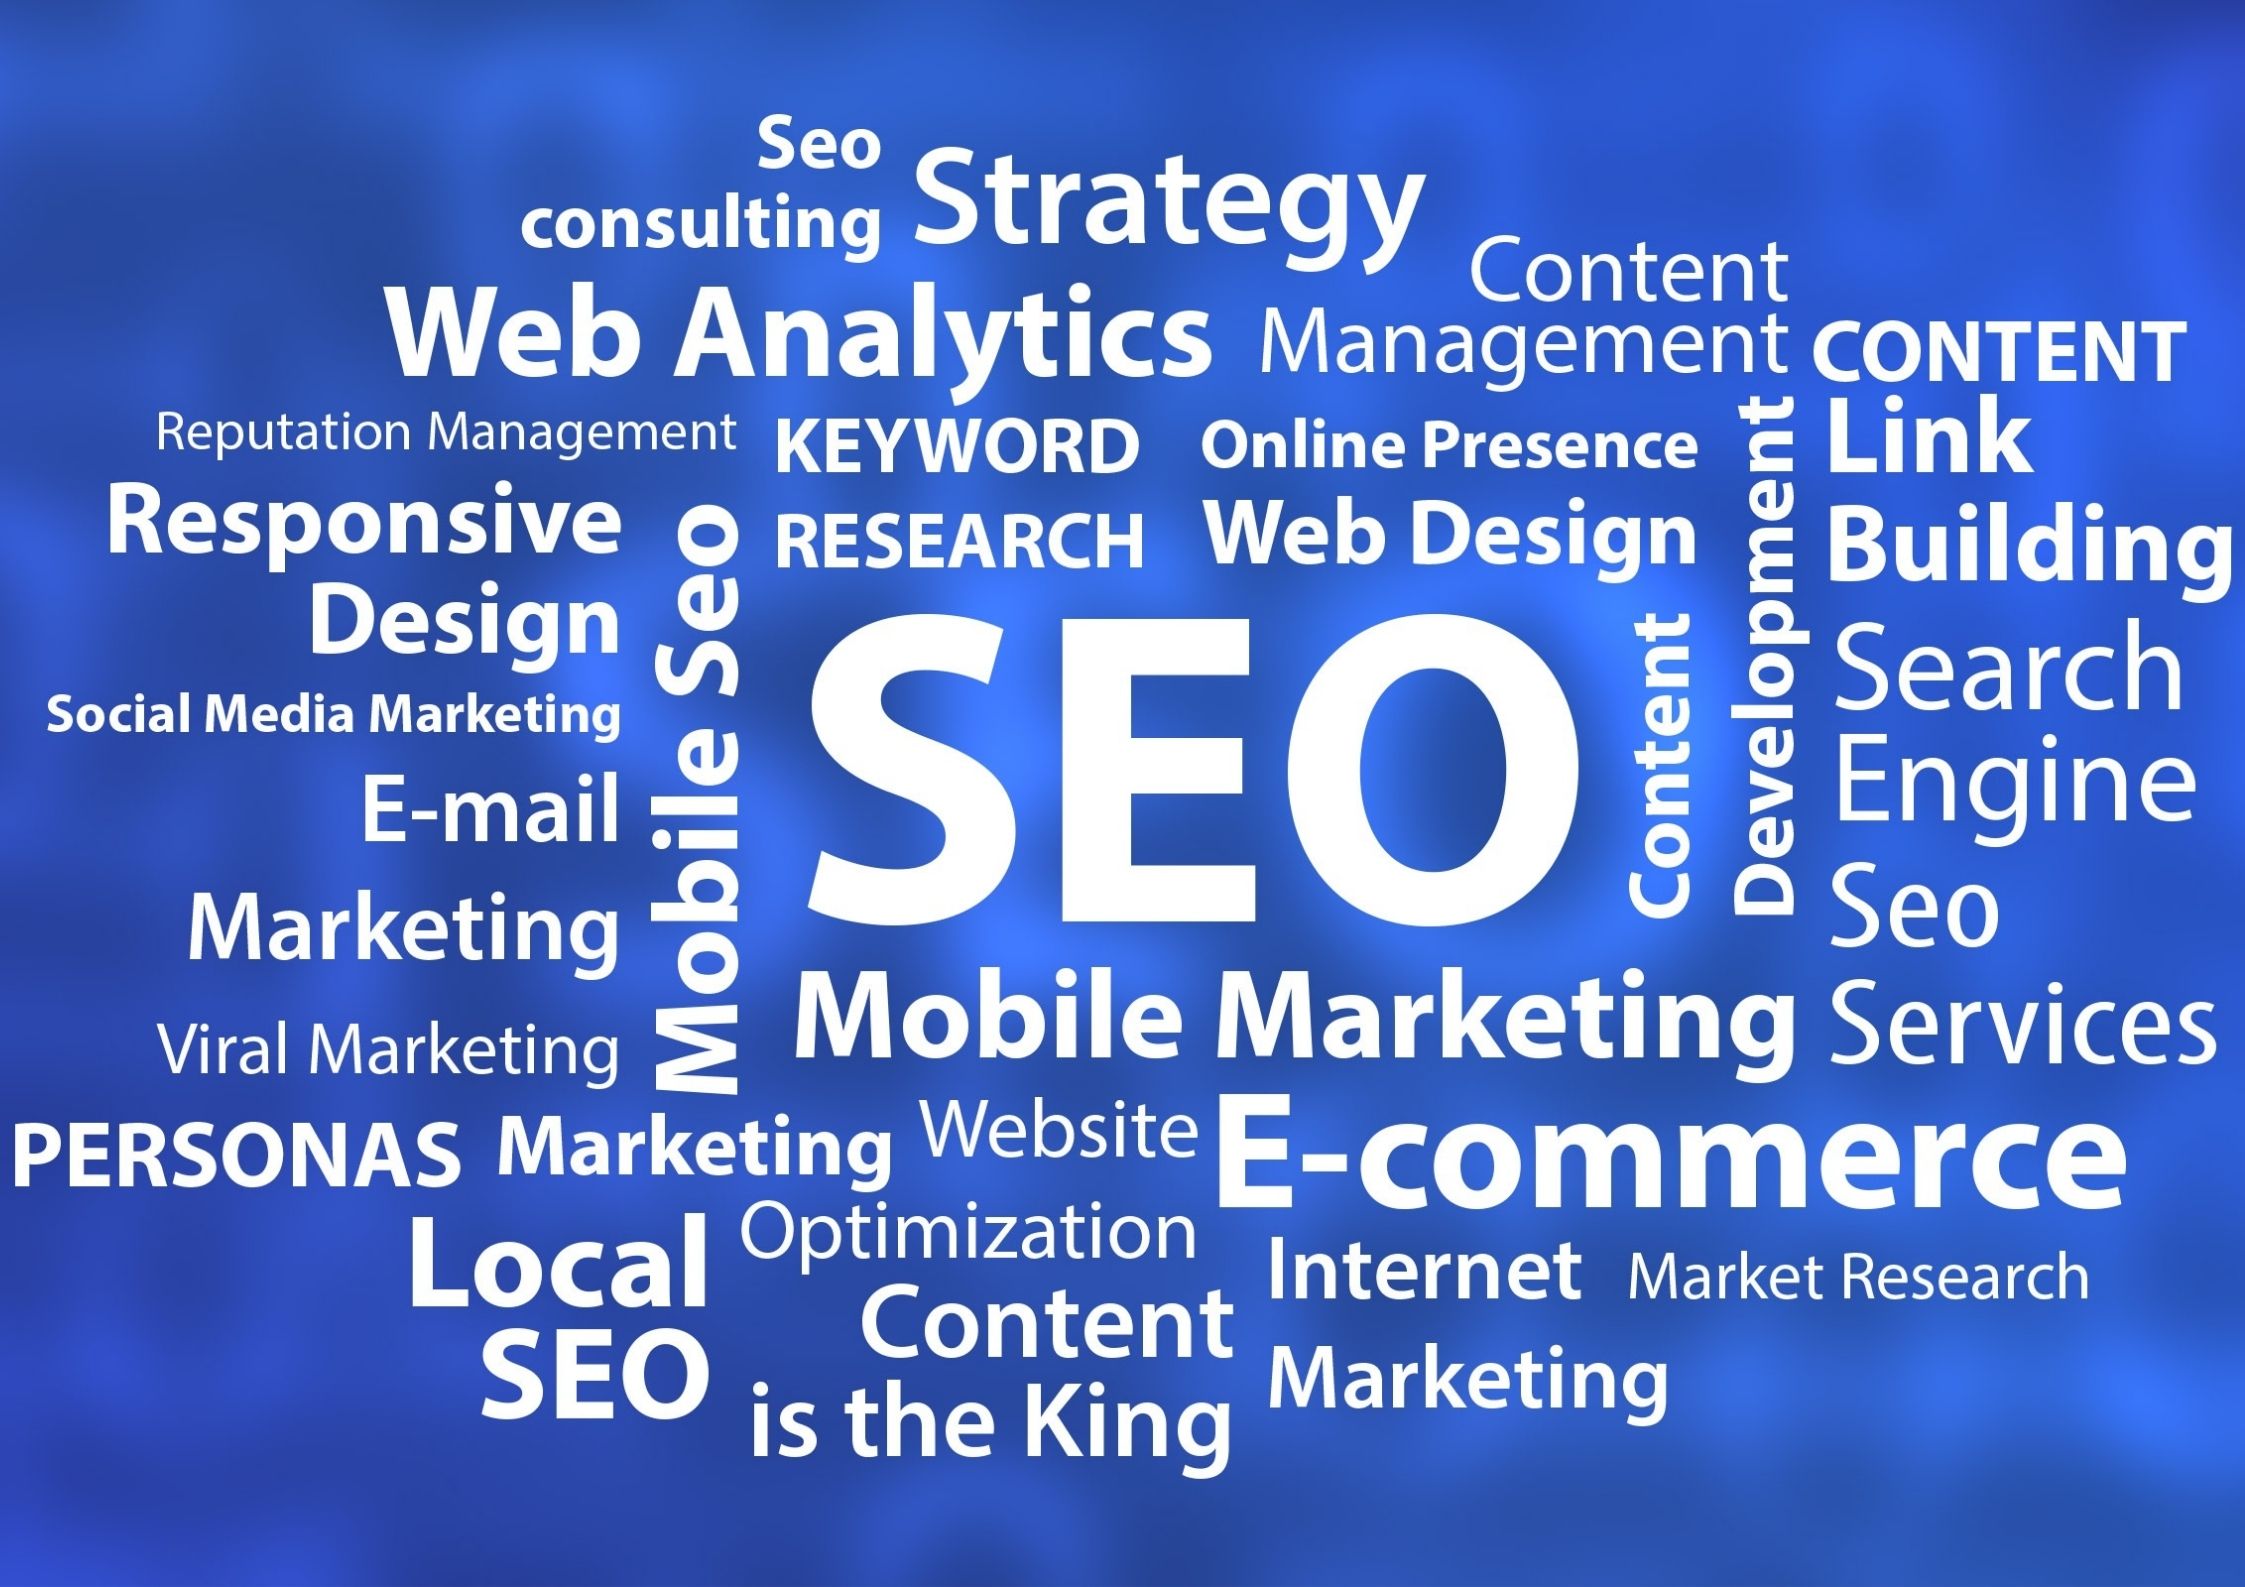 Seo
consulting
Strategy
Content
Management
Web Analytics
CONTENT
Reputation Management
KEYWORD
RESEARCH
Online Presence
Web Design
Link
Building
Responsive
Design
Mobile Seo
SEO
Content
Development
Search
Engine
Seo
Services
Social Media Marketing
E-mail
Marketing
Viral Marketing
Mobile Marketing
PERSONAS
Marketing
Website
Optimization
E-commerce
Local
SEO
Content
is the King
Internet
Marketing
Market Research